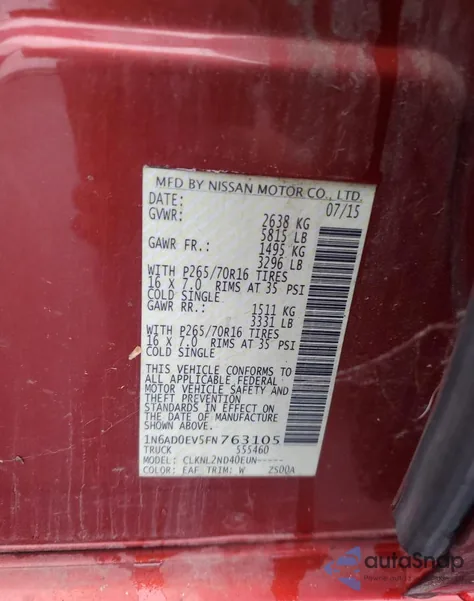 MFD BY NISSAN MOTOR CO., LTD.
DATE: 07/15
GVWR: 2638 KG
5815 LB
GAWR FR.: 1495 KG
3296 LB
WITH P265/70R16 TIRES
16 X 7.0 RIMS AT 35 PSI
COLD SINGLE
GAWR RR.: 1511 KG
3331 LB
WITH P265/70R16 TIRES
16 X 7.0 RIMS AT 35 PSI
COLD SINGLE
THIS VEHICLE CONFORMS TO
ALL APPLICABLE FEDERAL
MOTOR VEHICLE SAFETY AND
THEFT PREVENTION
STANDARDS IN EFFECT ON
THE DATE OF MANUFACTURE
SHOWN ABOVE.
1N6AD0EV5FN763105
TRUCK 555460
MODEL: CLKNL2ND40EUN-----
COLOR: EAF TRIM: W ZS00A
autoSnap